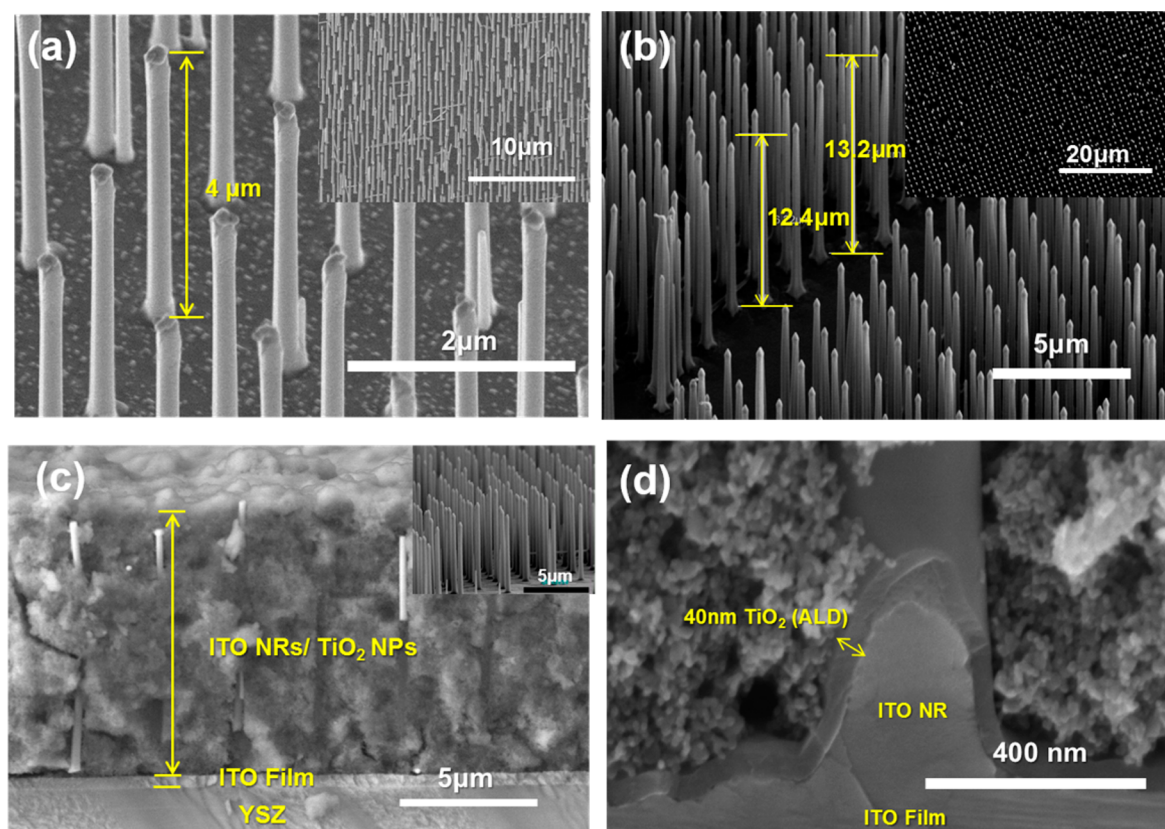 (a)
10μm
4 μm
2μm
(b)
20μm
13.2μm
12.4μm
5μm
(c)
5μm
ITO NRs/ TiO₂ NPs
ITO Film
YSZ
5μm
(d)
40nm TiO₂ (ALD)
ITO NR
400 nm
ITO Film